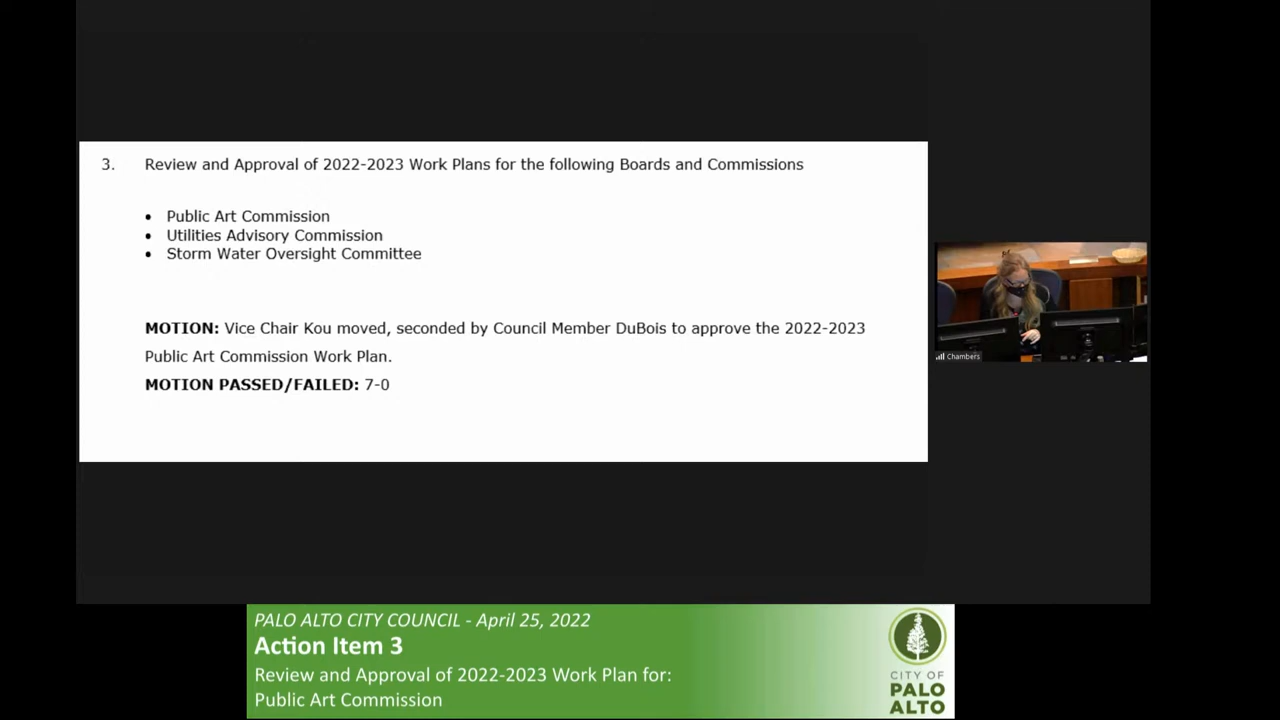 3. Review and Approval of 2022-2023 Work Plans for the following Boards and Commissions
• Public Art Commission
• Utilities Advisory Commission
• Storm Water Oversight Committee
MOTION: Vice Chair Kou moved, seconded by Council Member DuBois to approve the 2022-2023
Public Art Commission Work Plan.
MOTION PASSED/FAILED: 7-0
Chambers
PALO ALTO CITY COUNCIL - April 25, 2022
Action Item 3
Review and Approval of 2022-2023 Work Plan for:
Public Art Commission
CITY OF
PALO
ALTO